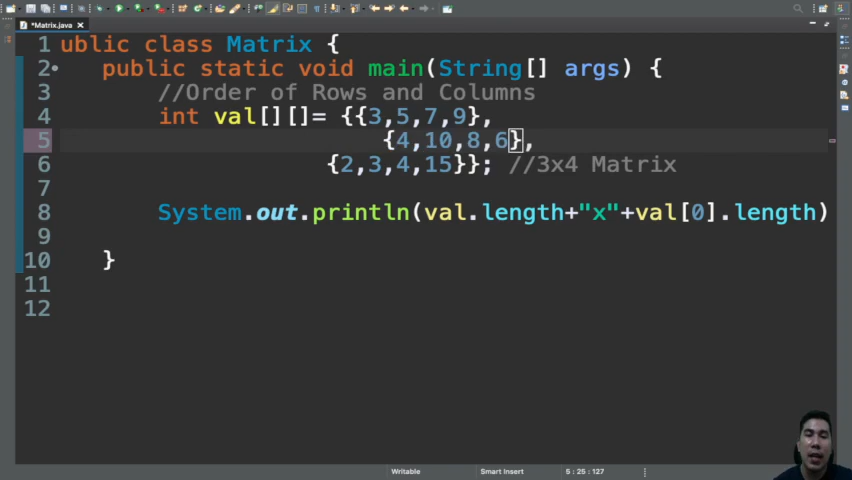 *Matrix.java
1 ublic class Matrix {
2 public static void main(String[] args) {
3 //Order of Rows and Columns
4 int val[][]= {{3,5,7,9},
5 {4,10,8,6},
6 {2,3,4,15}}; //3x4 Matrix
7
8 System.out.println(val.length+"x"+val[0].length)
9
10 }
11
12
Writable Smart Insert 5 : 25 : 127